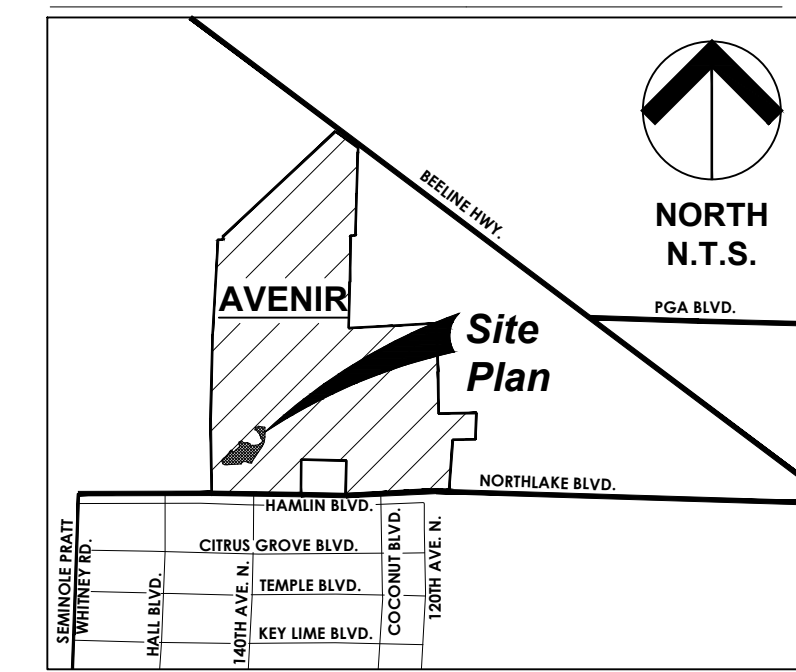 NORTH
N.T.S.
BEELINE HWY.
PGA BLVD.
AVENIR
Site
Plan
NORTHLAKE BLVD.
HAMLIN BLVD.
CITRUS GROVE BLVD.
TEMPLE BLVD.
KEY LIME BLVD.
SEMINOLE PRATT
WHITNEY RD.
HALL BLVD.
140TH AVE. N.
COCONUT BLVD.
120TH AVE. N.